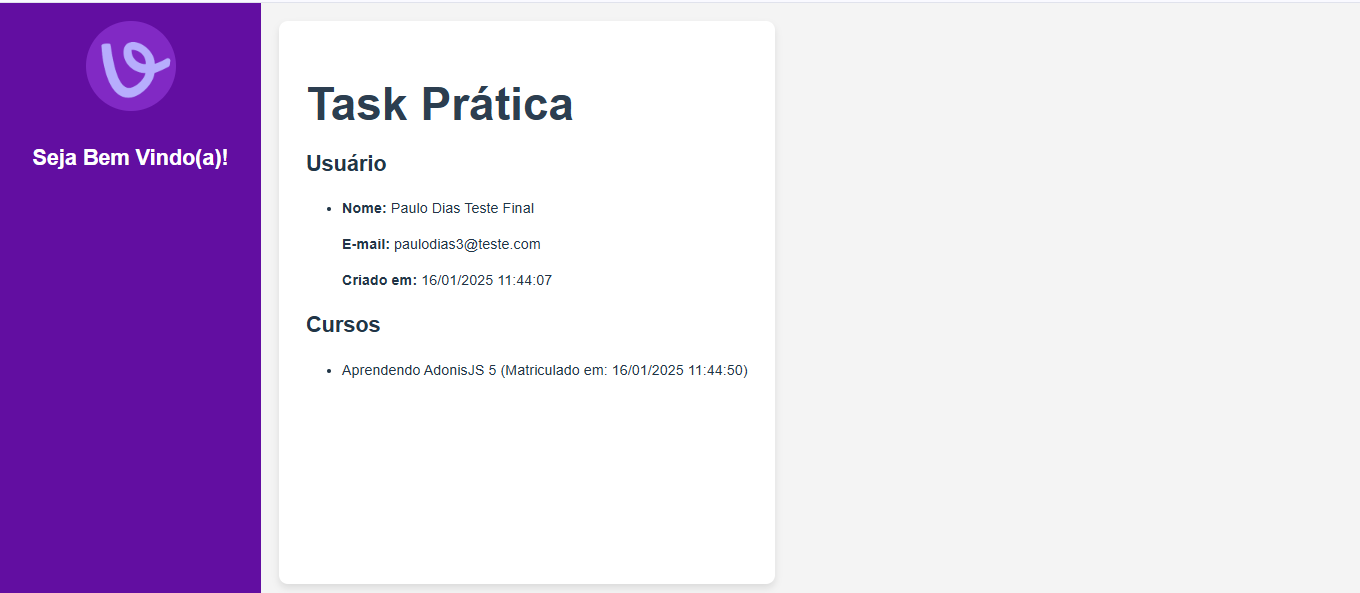 Seja Bem Vindo(a)!
Task Prática
Usuário
Nome: Paulo Dias Teste Final
E-mail: paulodias3@teste.com
Criado em: 16/01/2025 11:44:07
Cursos
Aprendendo AdonisJS 5 (Matriculado em: 16/01/2025 11:44:50)